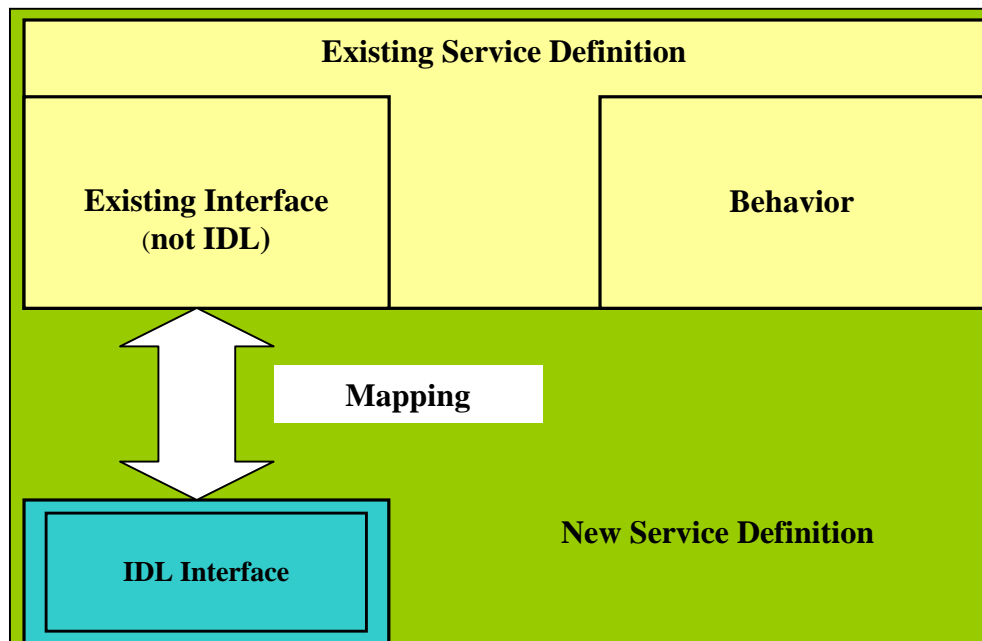 Existing Service Definition
Existing Interface
(not IDL)
Behavior
Mapping
New Service Definition
IDL Interface